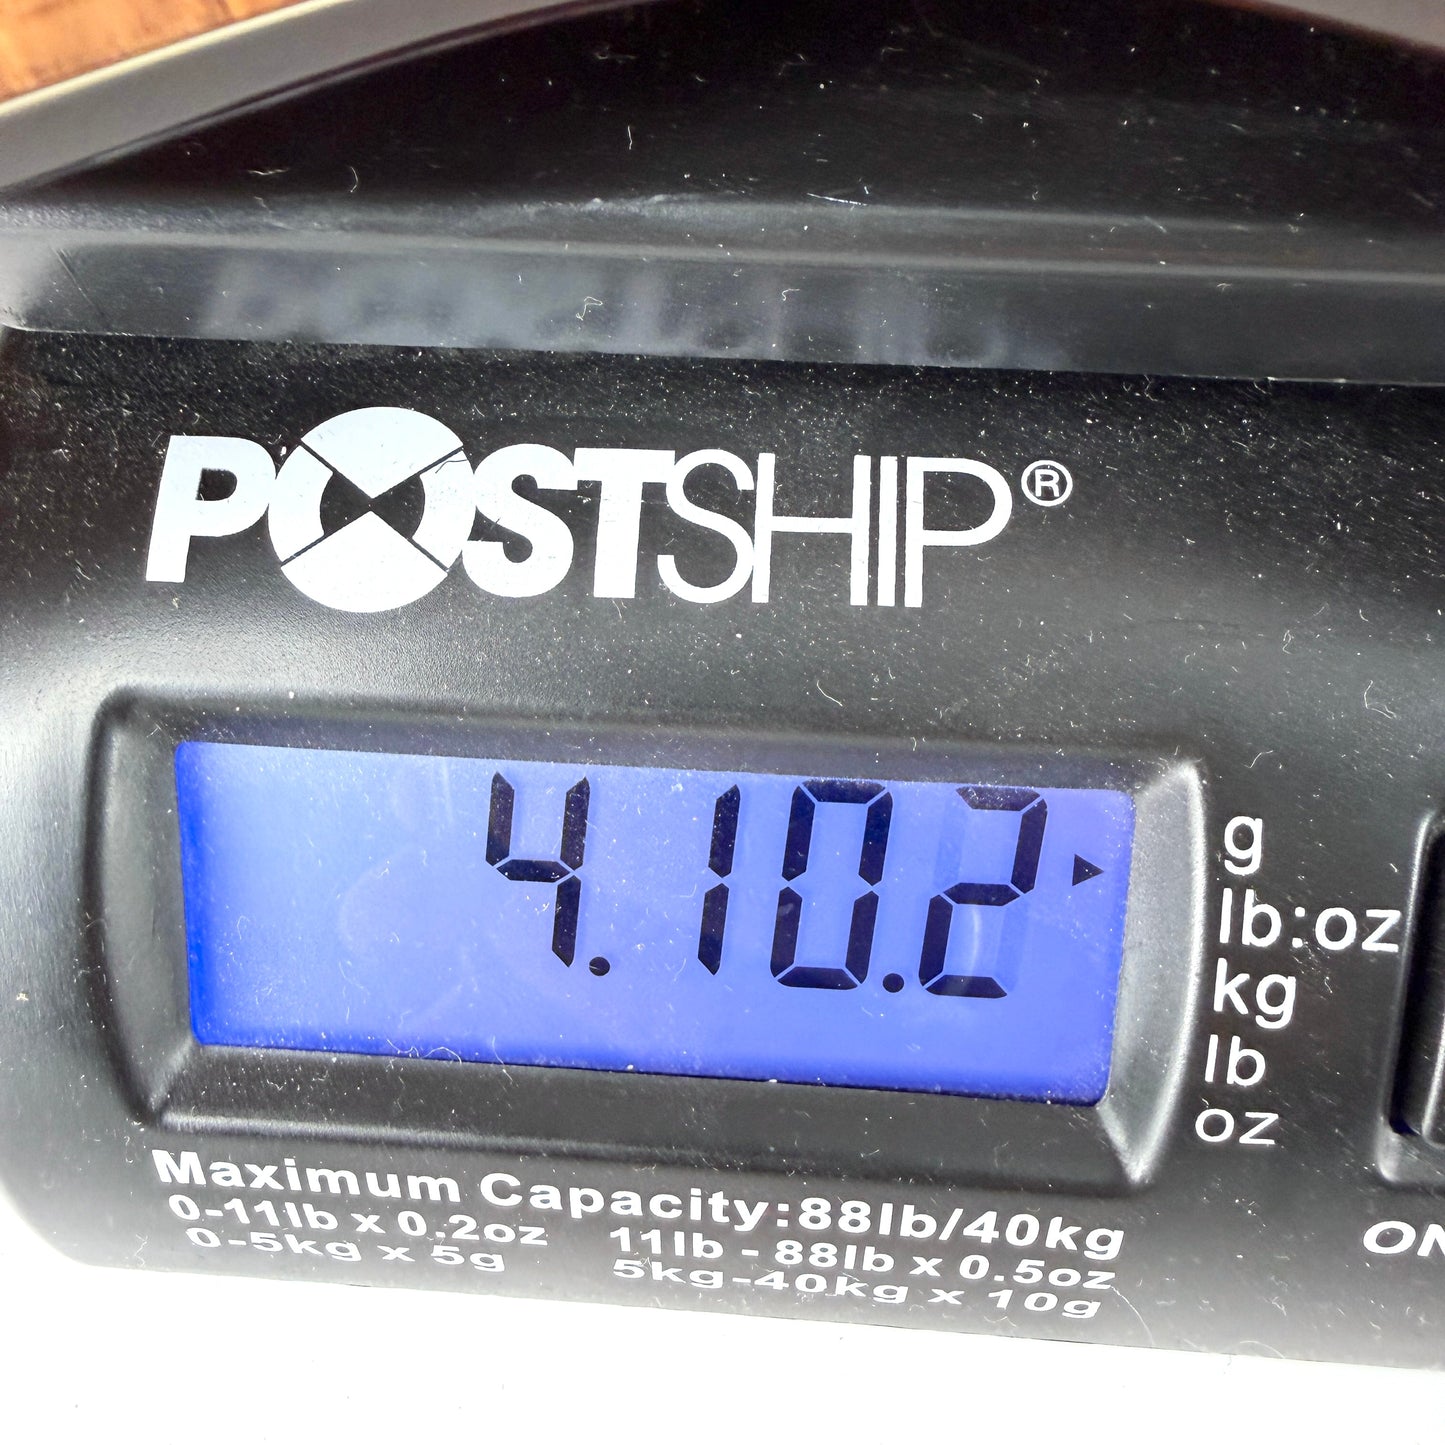 POSTSHIP®
4.10.2
g
lb:oz
kg
lb
oz
Maximum Capacity:88lb/40kg
0-11lb x 0.2oz 11lb - 88lb x 0.5oz
0-5kg x 5g 5kg-40kg x 10g
ON